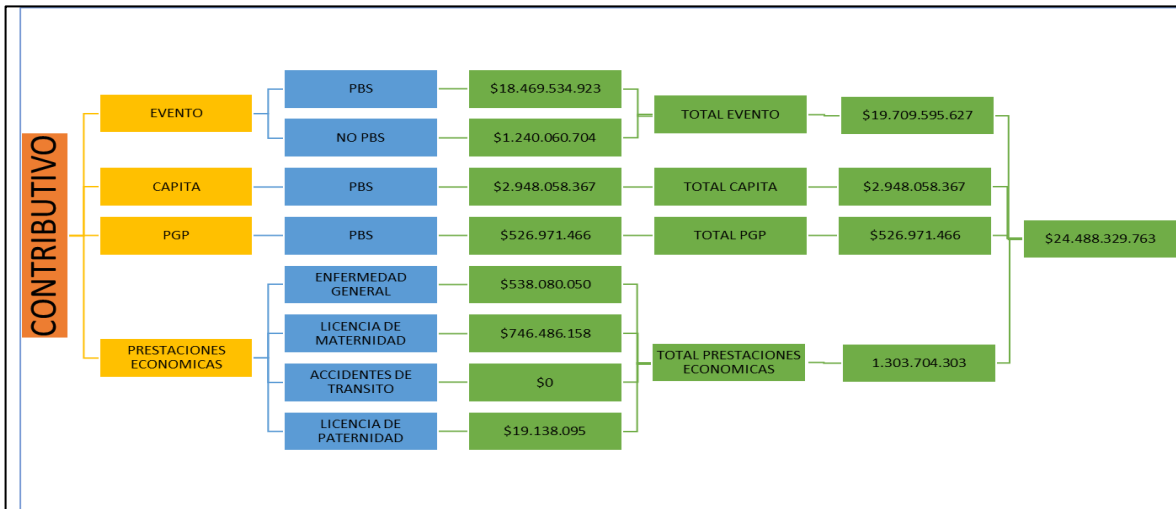 CONTRIBUTIVO
EVENTO
PBS
$18.469.534.923
NO PBS
$1.240.060.704
TOTAL EVENTO
$19.709.595.627
CAPITA
PBS
$2.948.058.367
TOTAL CAPITA
$2.948.058.367
PGP
PBS
$526.971.466
TOTAL PGP
$526.971.466
PRESTACIONES
ECONOMICAS
ENFERMEDAD
GENERAL
$538.080.050
LICENCIA DE
MATERNIDAD
$746.486.158
ACCIDENTES DE
TRANSITO
$0
LICENCIA DE
PATERNIDAD
$19.138.095
TOTAL PRESTACIONES
ECONOMICAS
1.303.704.303
$24.488.329.763